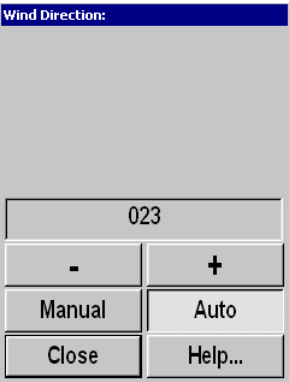 Wind Direction:
023
- +
Manual Auto
Close Help...